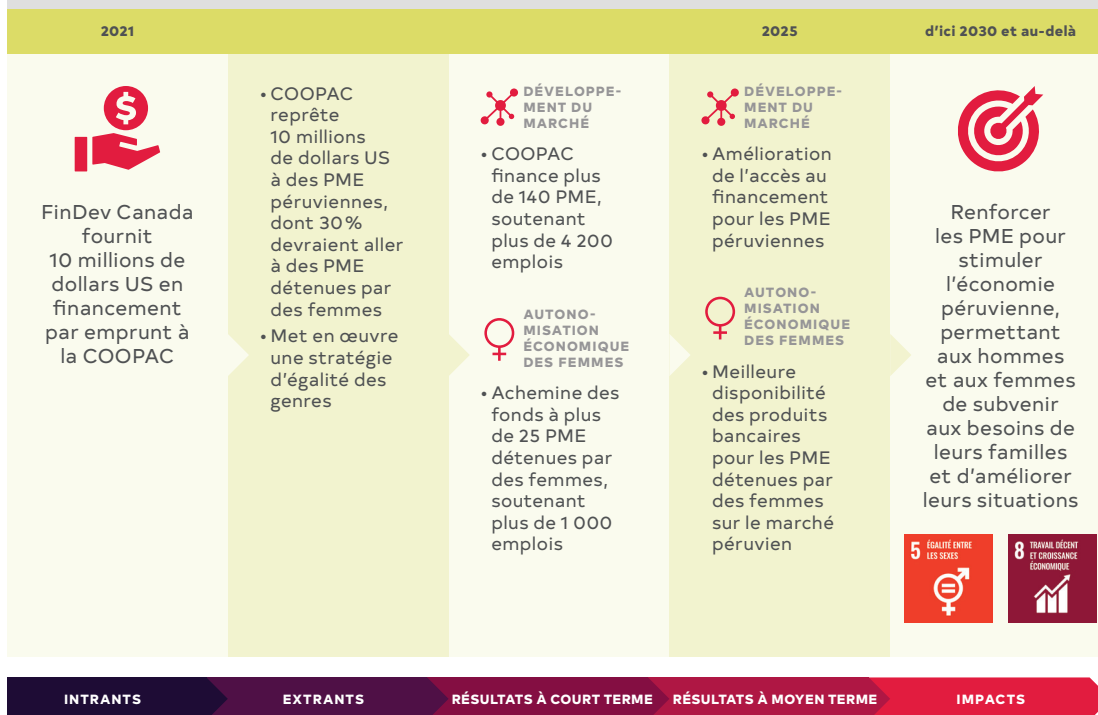 2021
2025
d'ici 2030 et au-delà
$
FinDev Canada
fournit
10 millions de
dollars US en
financement
par emprunt à
la COOPAC
• COOPAC
reprête
10 millions
de dollars US
à des PME
péruviennes,
dont 30 %
devraient aller
à des PME
détenues par
des femmes
• Met en œuvre
une stratégie
d'égalité des
genres
DÉVELOPPE-
MENT DU
MARCHÉ
• COOPAC
finance plus
de 140 PME,
soutenant
plus de 4 200
emplois
AUTONO-
MISATION
ÉCONOMIQUE
DES FEMMES
• Achemine des
fonds à plus
de 25 PME
détenues par
des femmes,
soutenant
plus de 1 000
emplois
DÉVELOPPE-
MENT DU
MARCHÉ
• Amélioration
de l'accès au
financement
pour les PME
péruviennes
AUTONO-
MISATION
ÉCONOMIQUE
DES FEMMES
• Meilleure
disponibilité
des produits
bancaires
pour les PME
détenues par
des femmes
sur le marché
péruvien
Renforcer
les PME pour
stimuler
l'économie
péruvienne,
permettant
aux hommes
et aux femmes
de subvenir
aux besoins de
leurs familles
et d'améliorer
leurs situations
5 ÉGALITÉ ENTRE
LES SEXES
8 TRAVAIL DÉCENT
ET CROISSANCE
ÉCONOMIQUE
INTRANTS
EXTRANTS
RÉSULTATS À COURT TERME
RÉSULTATS À MOYEN TERME
IMPACTS